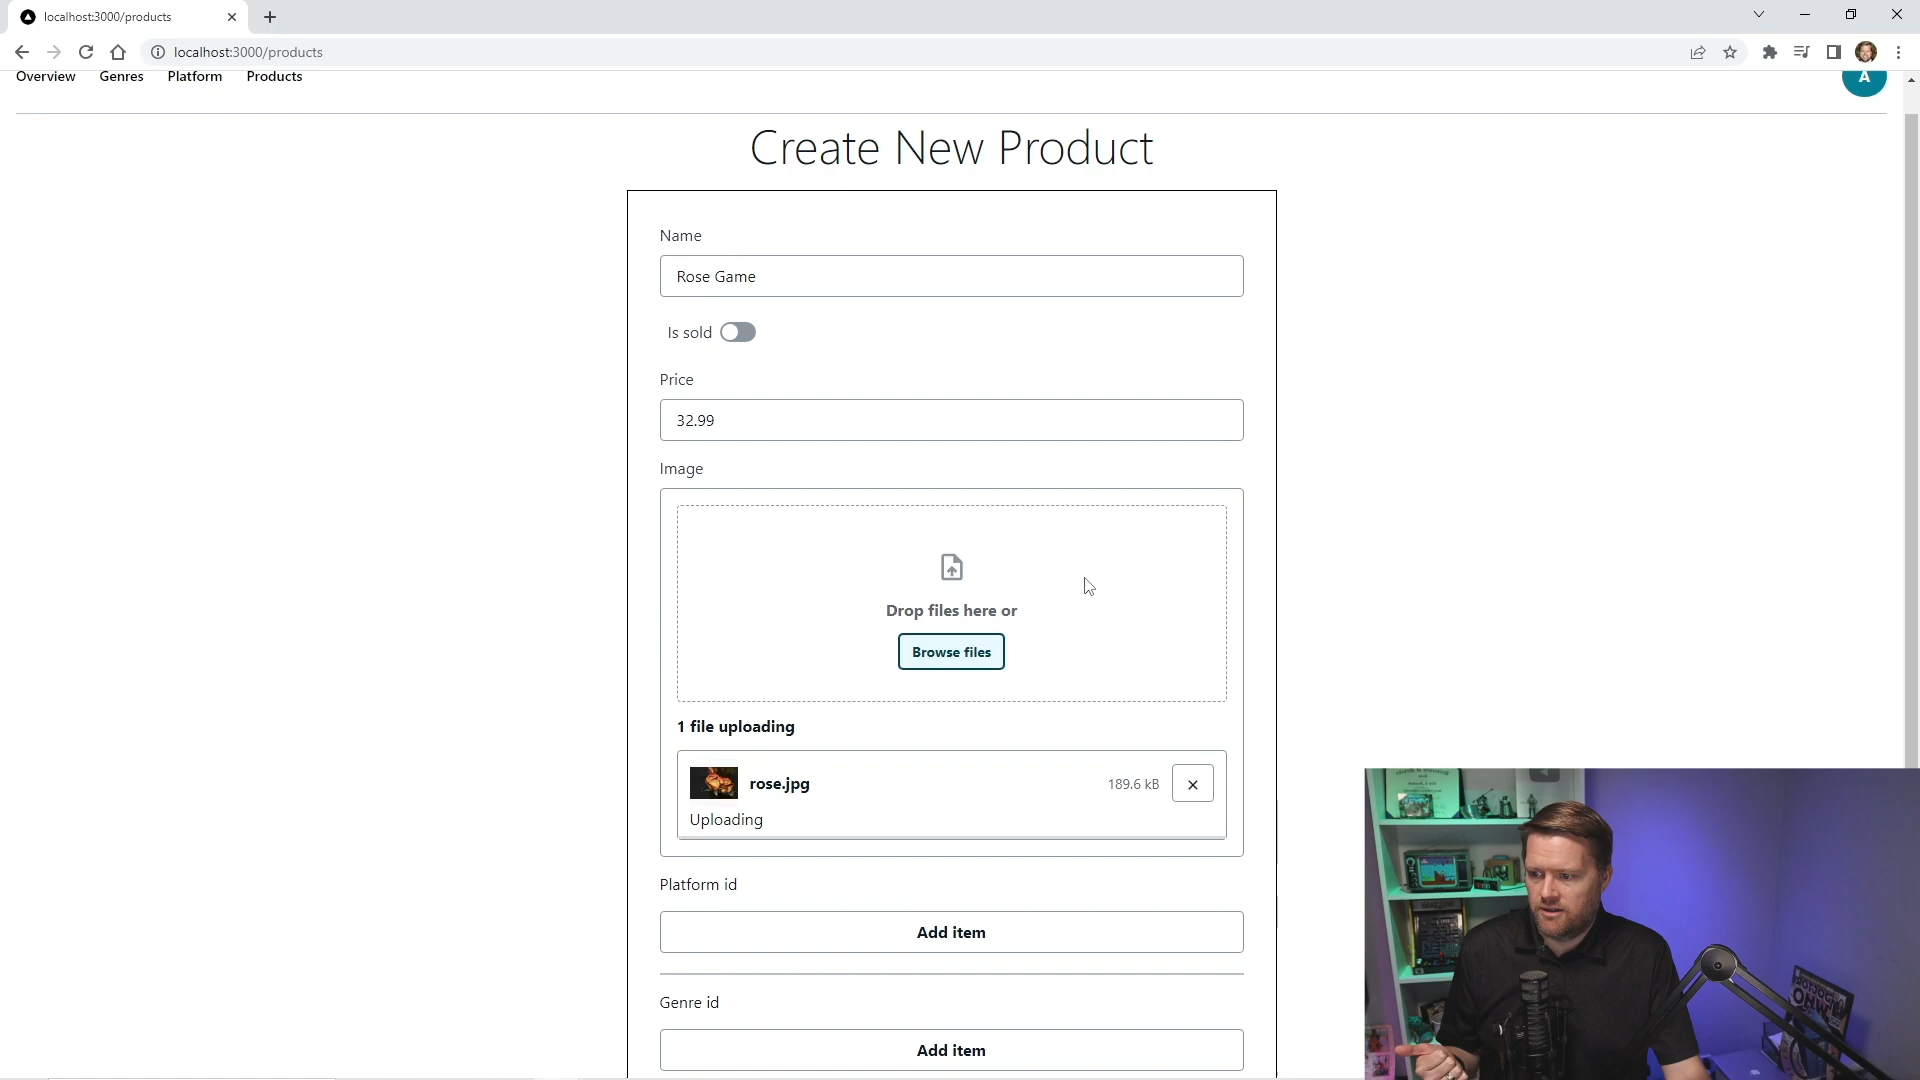 localhost:3000/products
localhost:3000/products
Overview Genres Platform Products
A
Create New Product
Name
Rose Game
Is sold
Price
32.99
Image
Drop files here or
Browse files
1 file uploading
rose.jpg 189.6 kB
Uploading
Platform id
Add item
Genre id
Add item